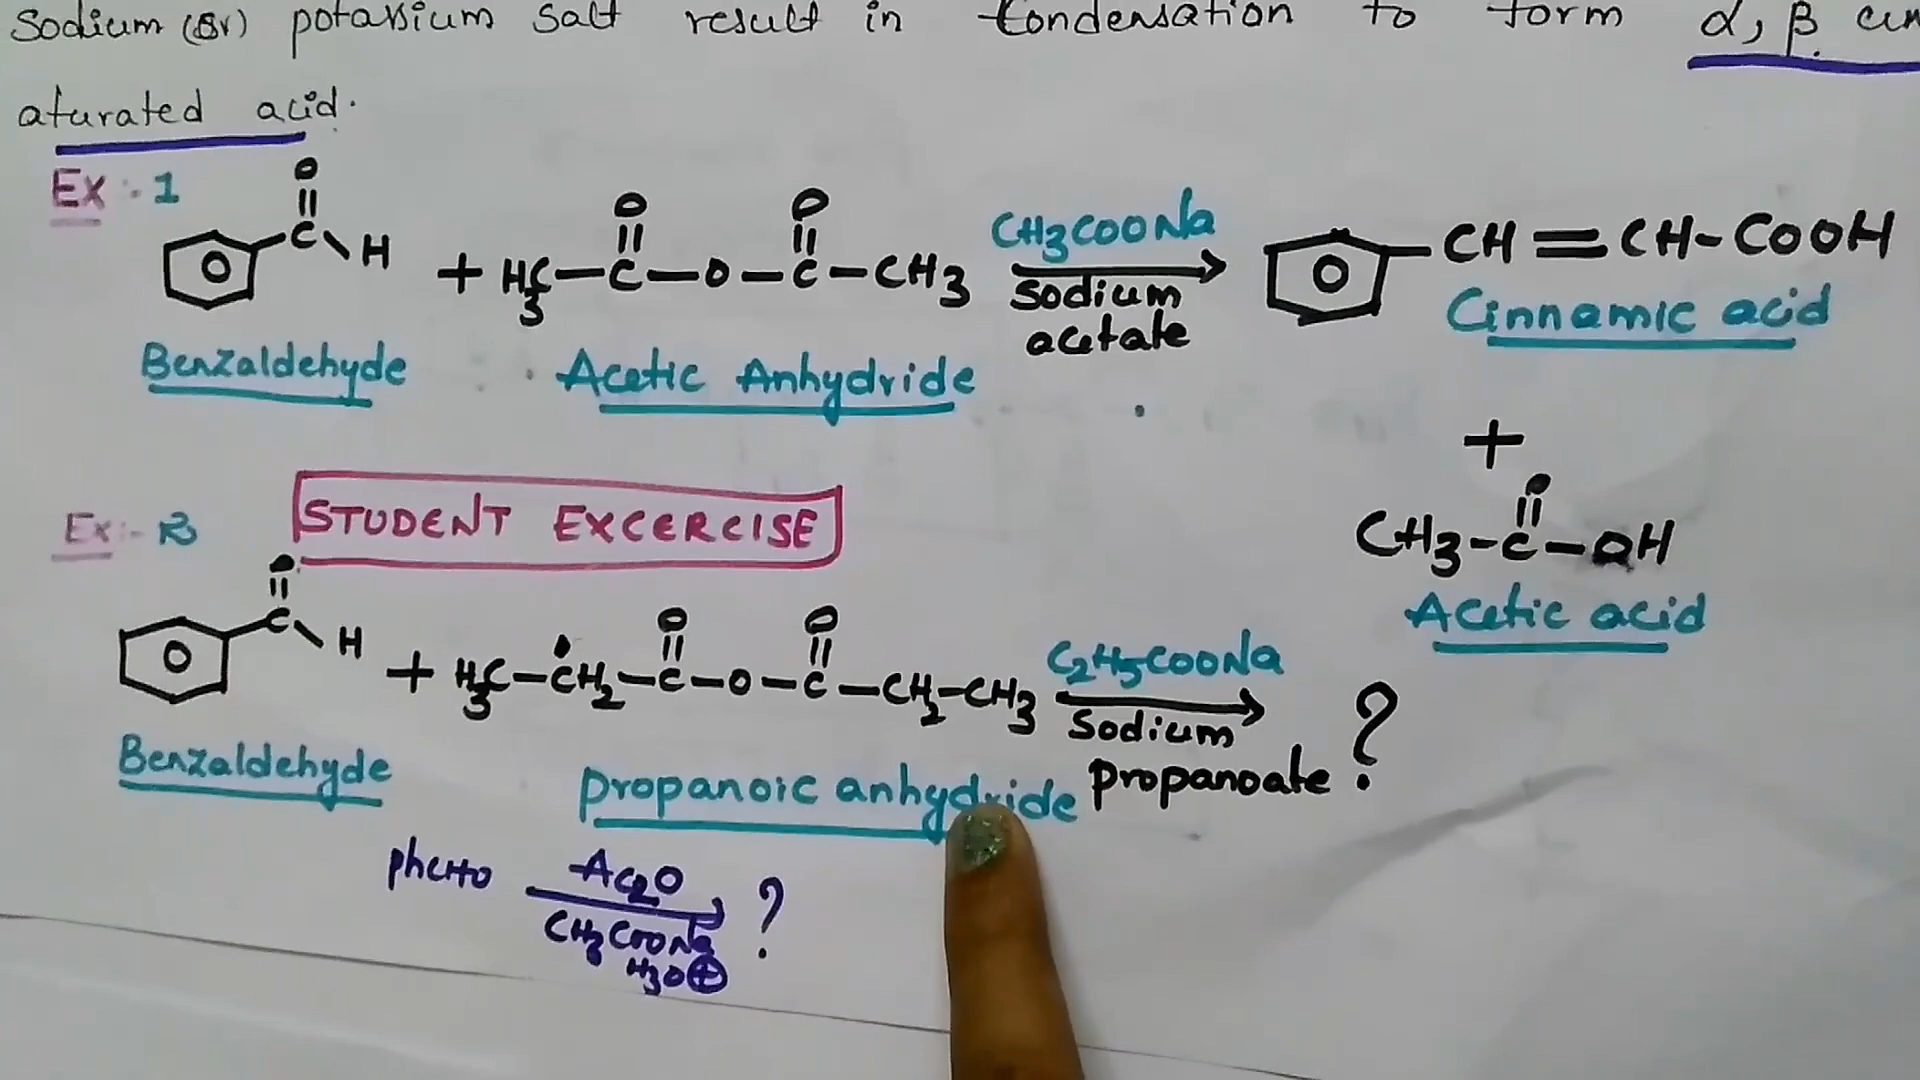 Sodium (or) potassium salt result in Condensation to form α, β un
aturated acid.
Ex :- 1
O
C H
Benzaldehyde
+ H3C—C—O—C—CH3
O O
Acetic Anhydride
CH3COONa
Sodium
acetate
CH=CH-COOH
Cinnamic acid
+
O
CH3-C-OH
Acetic acid
Ex:- 2
STUDENT EXCERCISE
O
C H
Benzaldehyde
+ H3C—CH2—C—O—C—CH2-CH3
O O
propanoic anhydride
C2H5COONa
Sodium
propanoate
?
phCHO
Ac2O
CH3COONa
H3O⊕
?